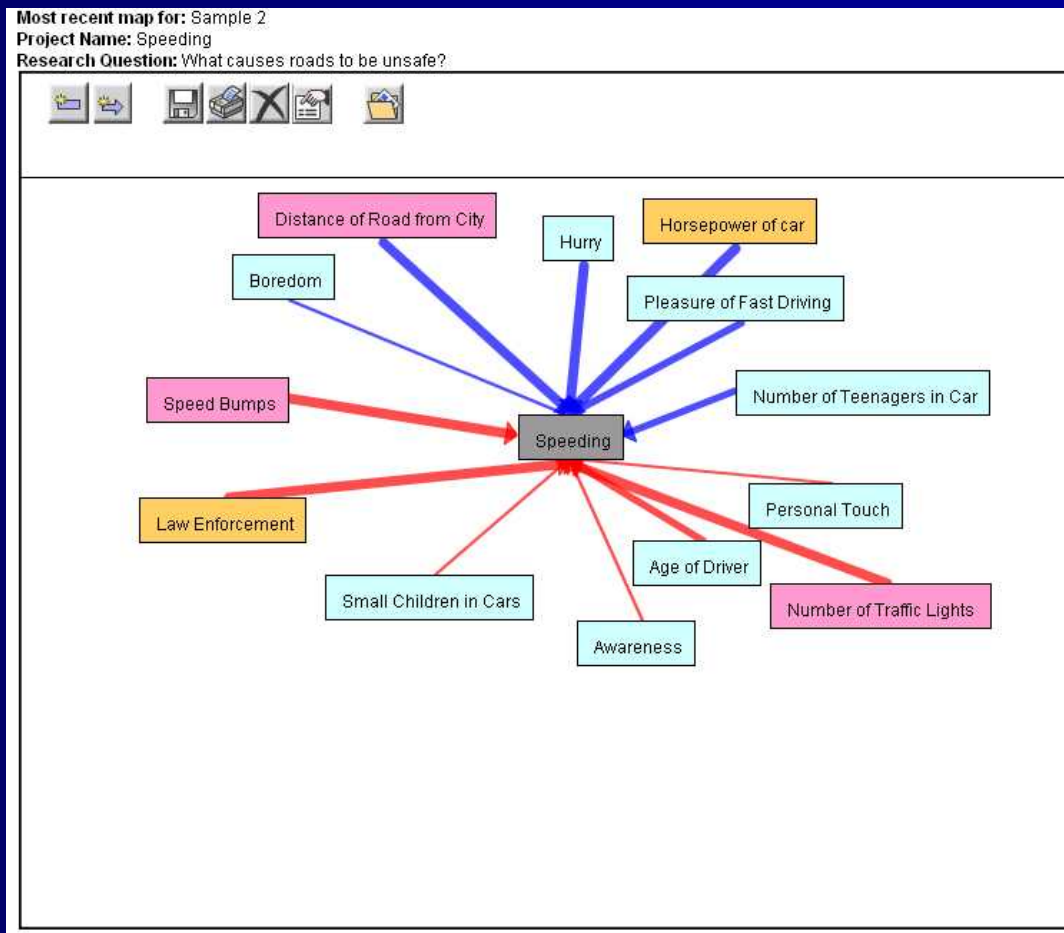 Most recent map for: Sample 2
Project Name: Speeding
Research Question: What causes roads to be unsafe?
Distance of Road from City
Hurry
Horsepower of car
Boredom
Pleasure of Fast Driving
Speed Bumps
Number of Teenagers in Car
Speeding
Law Enforcement
Personal Touch
Age of Driver
Small Children in Cars
Number of Traffic Lights
Awareness